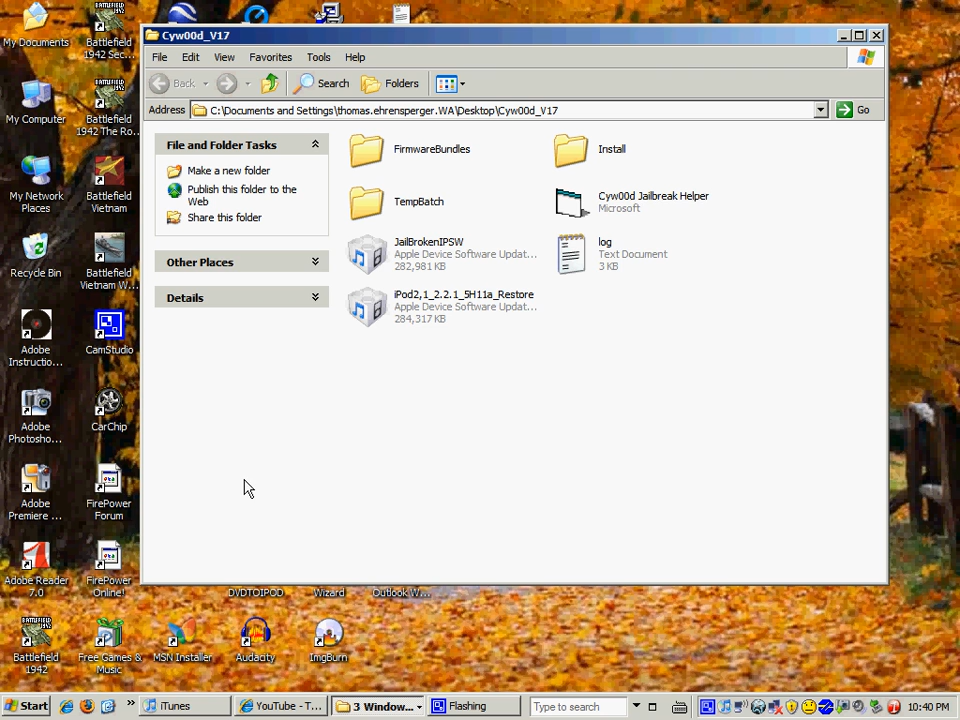 Cyw00d_V17
File Edit View Favorites Tools Help
Back Search Folders
Address C:\Documents and Settings\thomas.ehrensperger.WA\Desktop\Cyw00d_V17 Go
File and Folder Tasks
Make a new folder
Publish this folder to the
Web
Share this folder
Other Places
Details
FirmwareBundles
Install
TempBatch
Cyw00d Jailbreak Helper
Microsoft
JailBrokenIPSW
Apple Device Software Updat...
282,981 KB
log
Text Document
3 KB
iPod2,1_2.2.1_5H11a_Restore
Apple Device Software Updat...
284,317 KB
My Documents
Battlefield
1942 Sec...
My Computer
Battlefield
1942 The Ro...
My Network
Places
Battlefield
Vietnam
Recycle Bin
Battlefield
Vietnam W...
Adobe
Instructio...
CamStudio
Adobe
Photosho...
CarChip
Adobe
Premiere ...
FirePower
Forum
Adobe Reader
7.0
FirePower
Online!
DVDTOIPOD
Wizard
Outlook W...
BATTLEFIELD
Battlefield
1942
Free Games &
Music
MSN Installer
Audacity
ImgBurn
Start
iTunes
YouTube - T...
3 Window...
Flashing
Type to search
10:40 PM